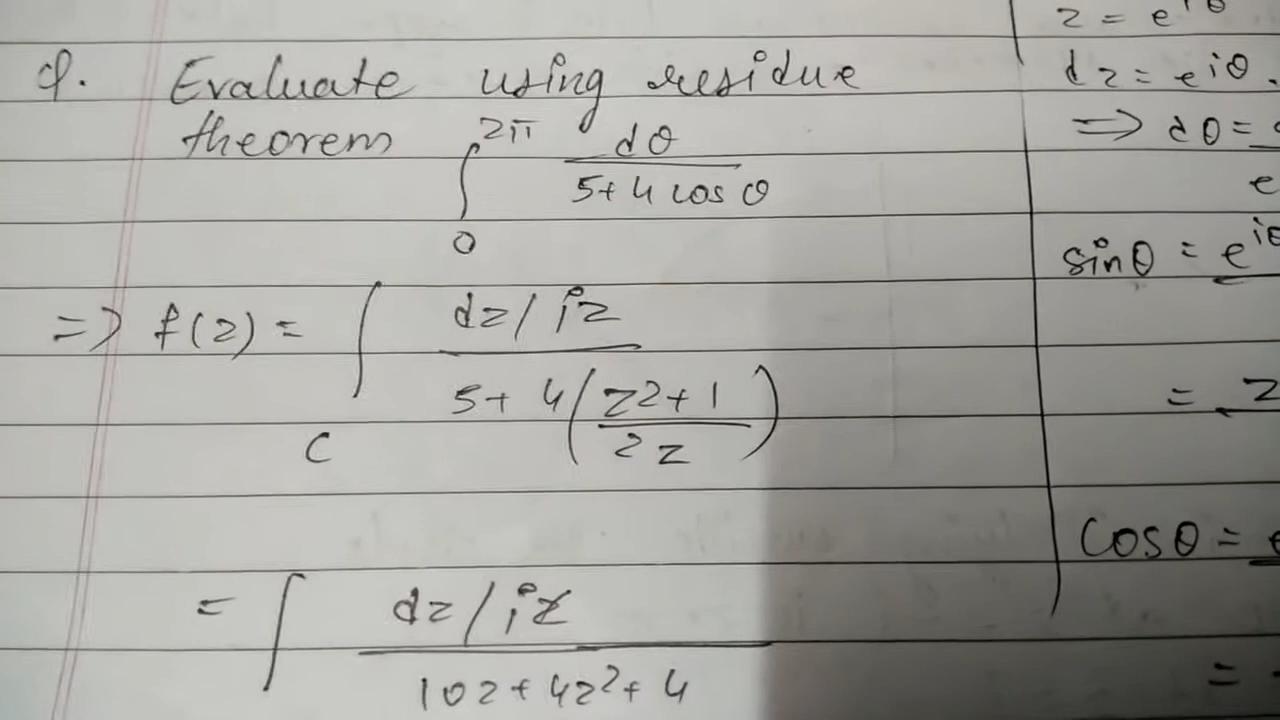 Q. Evaluate using residue
theorem ∫₀^2π dθ / 5+4 cos θ
=> f(z) = ∫_C dz/iz / 5+ 4(z²+1 / 2z)
= ∫ dz/iz / 10z+4z²+4
z = e^iθ
dz = e^iθ.
=> dθ =
e
sinθ = e^iθ
= z
cosθ =
=